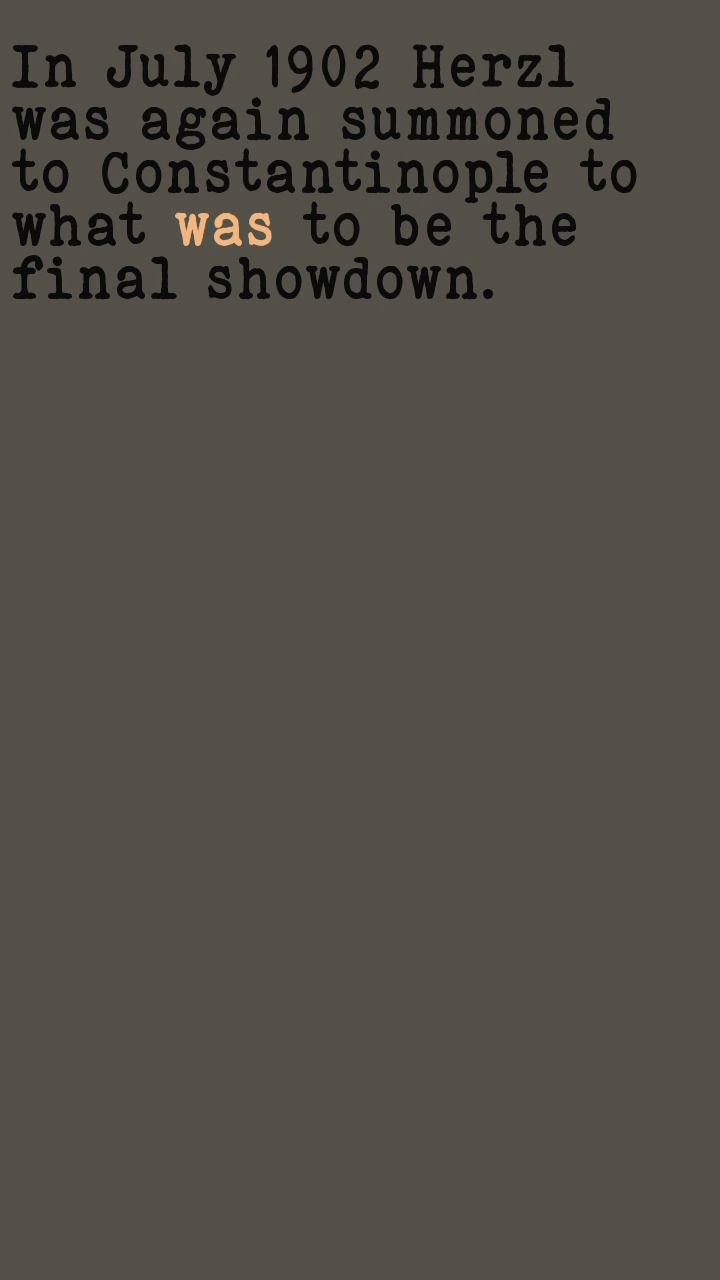 In July 1902 Herzl
was again summoned
to Constantinople to
what was to be the
final showdown.